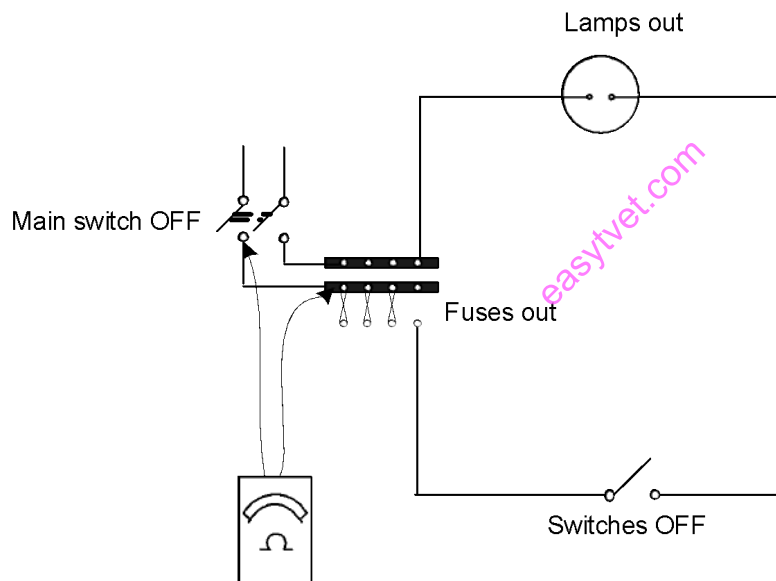 Lamps out
Main switch OFF
easytvet.com
Fuses out
Switches OFF
Ω